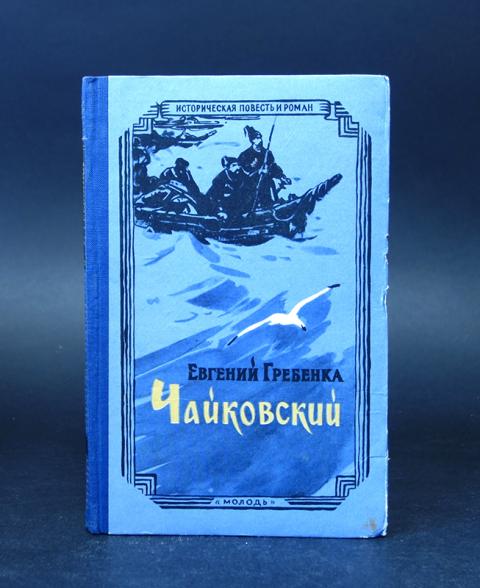 ИСТОРИЧЕСКАЯ ПОВЕСТЬ И РОМАН
ЕВГЕНИЙ ГРЕБЕНКА
ЧАЙКОВСКИЙ
«МОЛОДЬ»